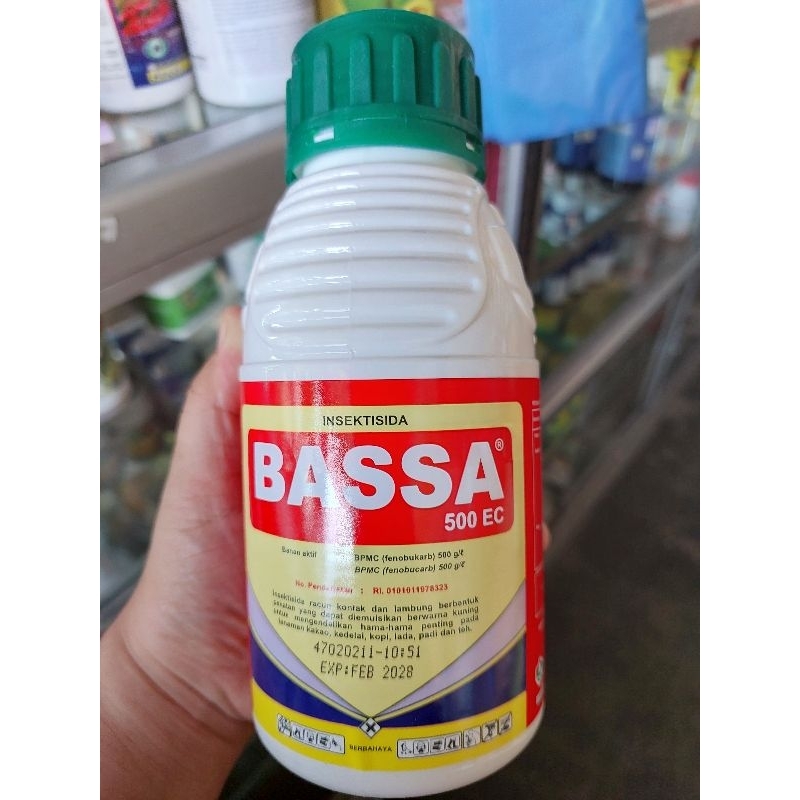 INSEKTISIDA
BASSA®
500 EC
Bahan aktif : BPMC (fenobukarb) 500 g/ℓ
BPMC (fenobucarb) 500 g/ℓ
No. Pendaftaran : RI. 0101011978323
Insektisida racun kontak dan lambung berbentuk
pekatan yang dapat diemulsikan berwarna kuning
untuk mengendalikan hama-hama penting pada
tanaman kakao, kedelai, kopi, lada, padi dan teh.
47020211-10:51
EXP:FEB 2028
BERBAHAYA